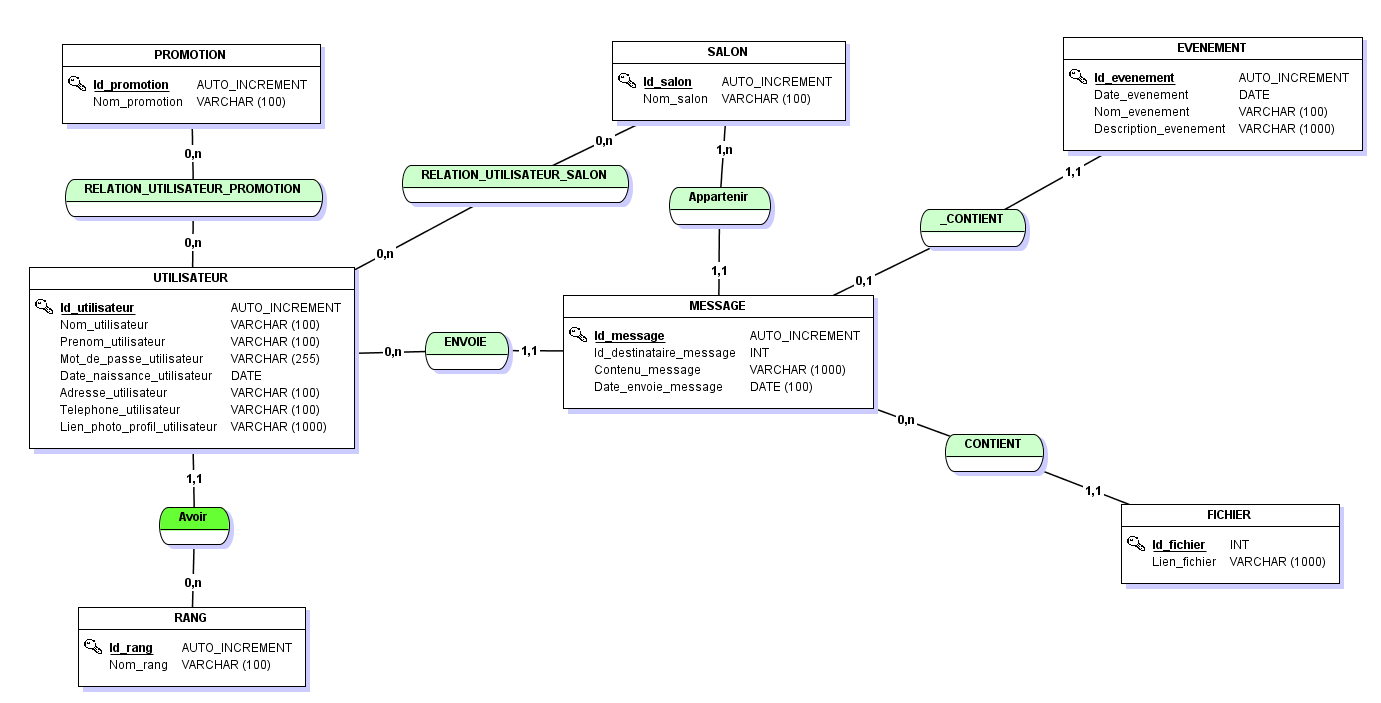 PROMOTION
Id_promotion AUTO_INCREMENT
Nom_promotion VARCHAR (100)
0,n
RELATION_UTILISATEUR_PROMOTION
0,n
SALON
Id_salon AUTO_INCREMENT
Nom_salon VARCHAR (100)
0,n
RELATION_UTILISATEUR_SALON
0,n
1,n
Appartenir
1,1
EVENEMENT
Id_evenement AUTO_INCREMENT
Date_evenement DATE
Nom_evenement VARCHAR (100)
Description_evenement VARCHAR (1000)
1,1
_CONTIENT
0,1
UTILISATEUR
Id_utilisateur AUTO_INCREMENT
Nom_utilisateur VARCHAR (100)
Prenom_utilisateur VARCHAR (100)
Mot_de_passe_utilisateur VARCHAR (255)
Date_naissance_utilisateur DATE
Adresse_utilisateur VARCHAR (100)
Telephone_utilisateur VARCHAR (100)
Lien_photo_profil_utilisateur VARCHAR (1000)
0,n
ENVOIE
1,1
MESSAGE
Id_message AUTO_INCREMENT
Id_destinataire_message INT
Contenu_message VARCHAR (1000)
Date_envoie_message DATE (100)
0,n
CONTIENT
1,1
FICHIER
Id_fichier INT
Lien_fichier VARCHAR (1000)
1,1
Avoir
0,n
RANG
Id_rang AUTO_INCREMENT
Nom_rang VARCHAR (100)